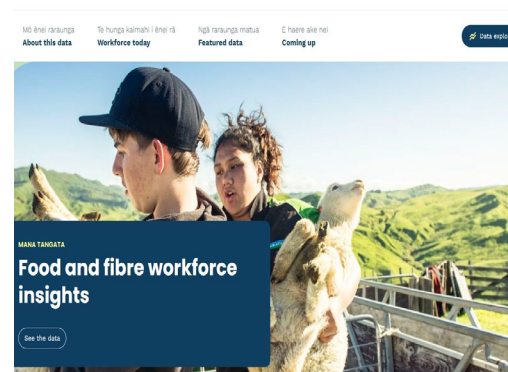 Mō ēnei raraunga
About this data
Te hunga kaimahi i ēnei rā
Workforce today
Ngā raraunga matua
Featured data
E haere ake nei
Coming up
Data explo
MANA TANGATA
Food and fibre workforce
insights
See the data